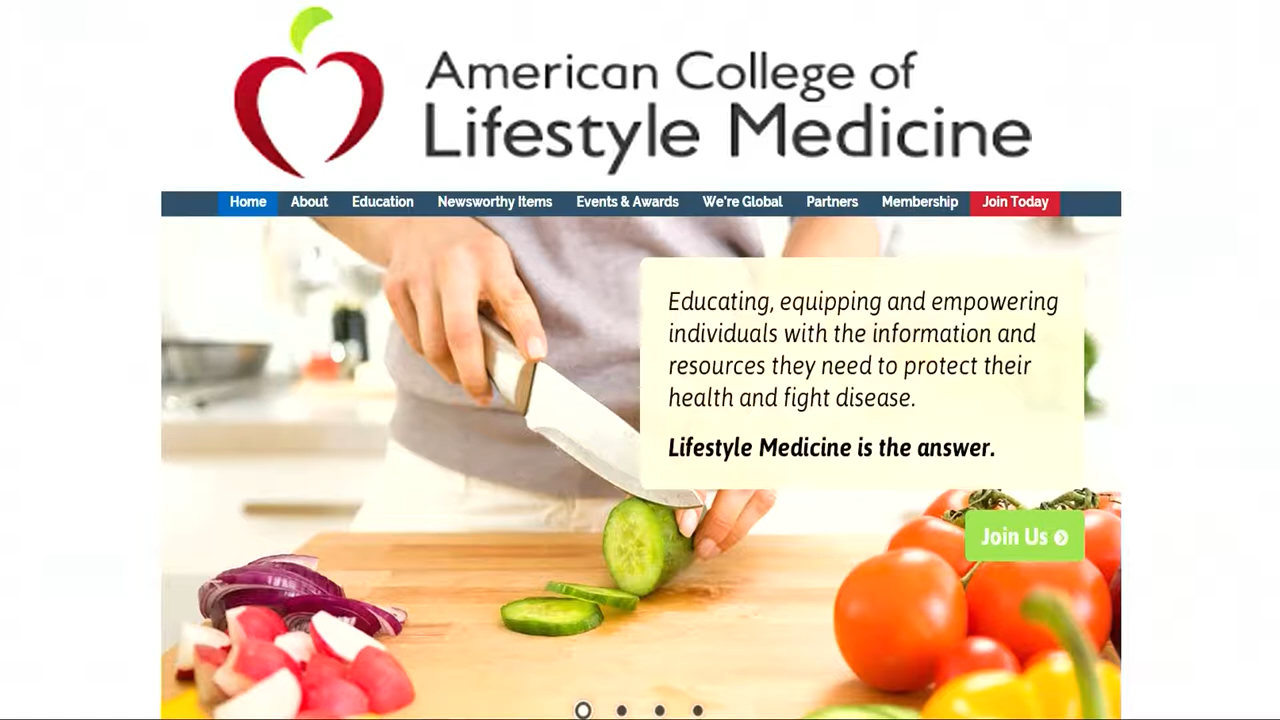 American College of
Lifestyle Medicine
Home About Education Newsworthy Items Events & Awards We're Global Partners Membership Join Today
Educating, equipping and empowering
individuals with the information and
resources they need to protect their
health and fight disease.
Lifestyle Medicine is the answer.
Join Us